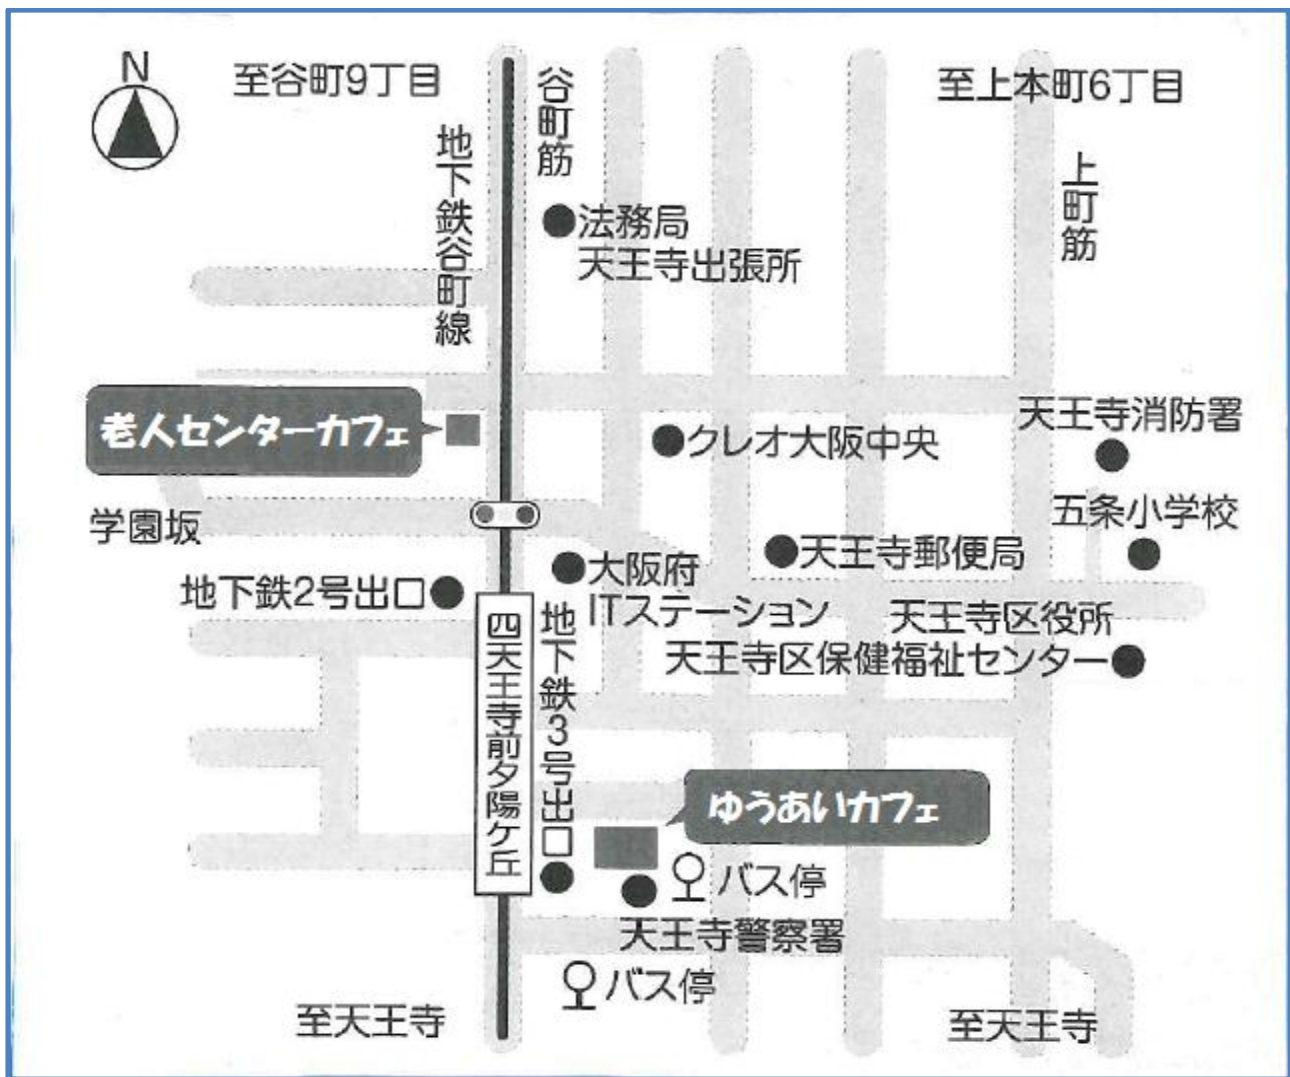 N
至谷町9丁目
谷町筋
至上本町6丁目
地下鉄谷町線
上町筋
法務局
天王寺出張所
老人センターカフェ
クレオ大阪中央
天王寺消防署
学園坂
五条小学校
天王寺郵便局
大阪府
ITステーション
地下鉄2号出口
天王寺区役所
天王寺区保健福祉センター
四天王寺前夕陽ケ丘
地下鉄3号出口
ゆうあいカフェ
バス停
天王寺警察署
バス停
至天王寺
至天王寺